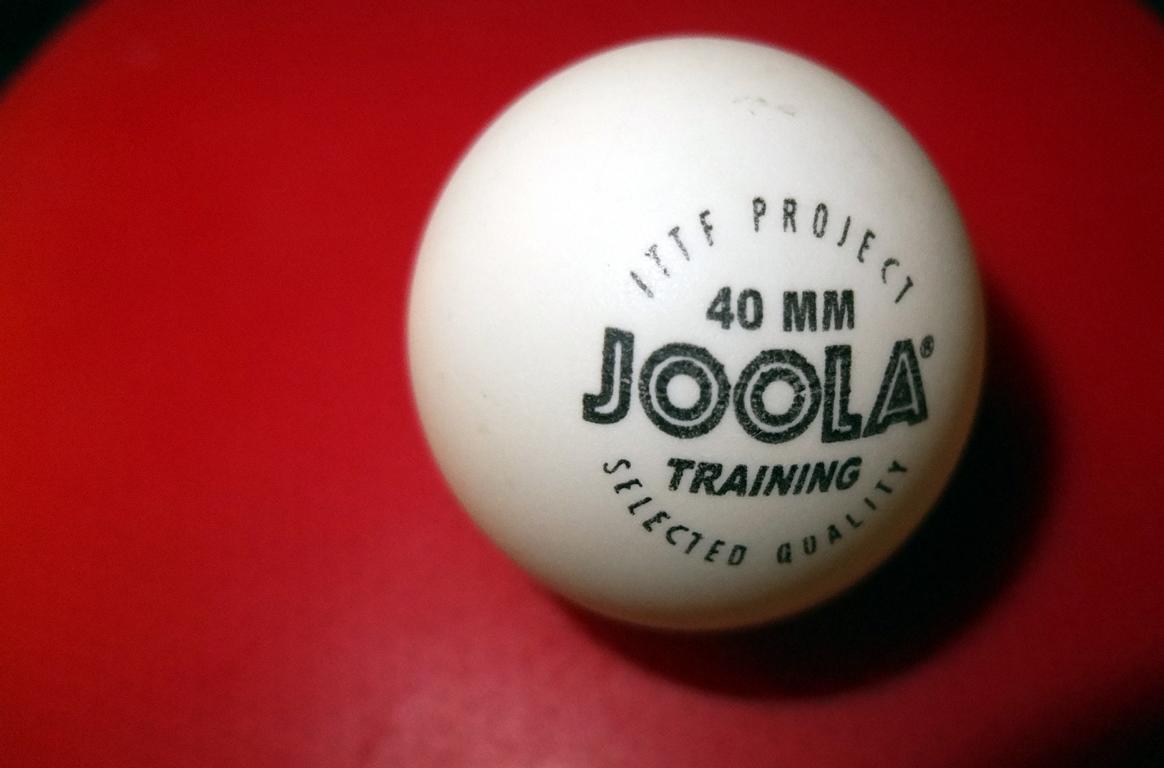 ITTF PROJECT
40 MM
JOOLA®
TRAINING
SELECTED QUALITY